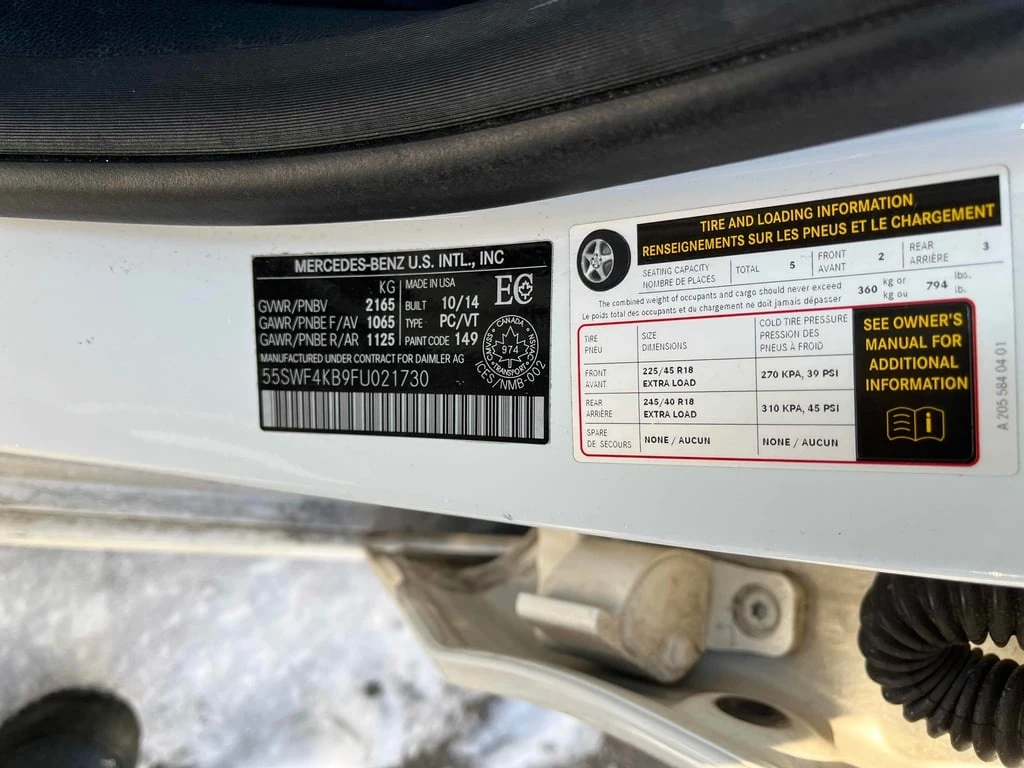 MERCEDES-BENZ U.S. INTL., INC
KG
GVWR/PNBV 2165
GAWR/PNBE F/AV 1065
GAWR/PNBE R/AR 1125
MADE IN USA
BUILT 10/14
TYPE PC/VT
PAINT CODE 149
EC
MANUFACTURED UNDER CONTRACT FOR DAIMLER AG
55SWF4KB9FU021730
CANADA
974
TRANSPORT
ICES/NMB-002
TIRE AND LOADING INFORMATION
RENSEIGNEMENTS SUR LES PNEUS ET LE CHARGEMENT
SEATING CAPACITY
NOMBRE DE PLACES
TOTAL 5
FRONT
AVANT
2
REAR
ARRIÈRE
3
The combined weight of occupants and cargo should never exceed
Le poids total des occupants et du chargement ne doit jamais dépasser
360 kg or
kg ou
794 lbs.
lb.
TIRE
PNEU
SIZE
DIMENSIONS
COLD TIRE PRESSURE
PRESSION DES
PNEUS À FROID
FRONT
AVANT
225/45 R18
EXTRA LOAD
270 KPA, 39 PSI
REAR
ARRIÈRE
245/40 R18
EXTRA LOAD
310 KPA, 45 PSI
SPARE
DE SECOURS
NONE / AUCUN
NONE / AUCUN
SEE OWNER'S
MANUAL FOR
ADDITIONAL
INFORMATION
i
A 205 584 04 01